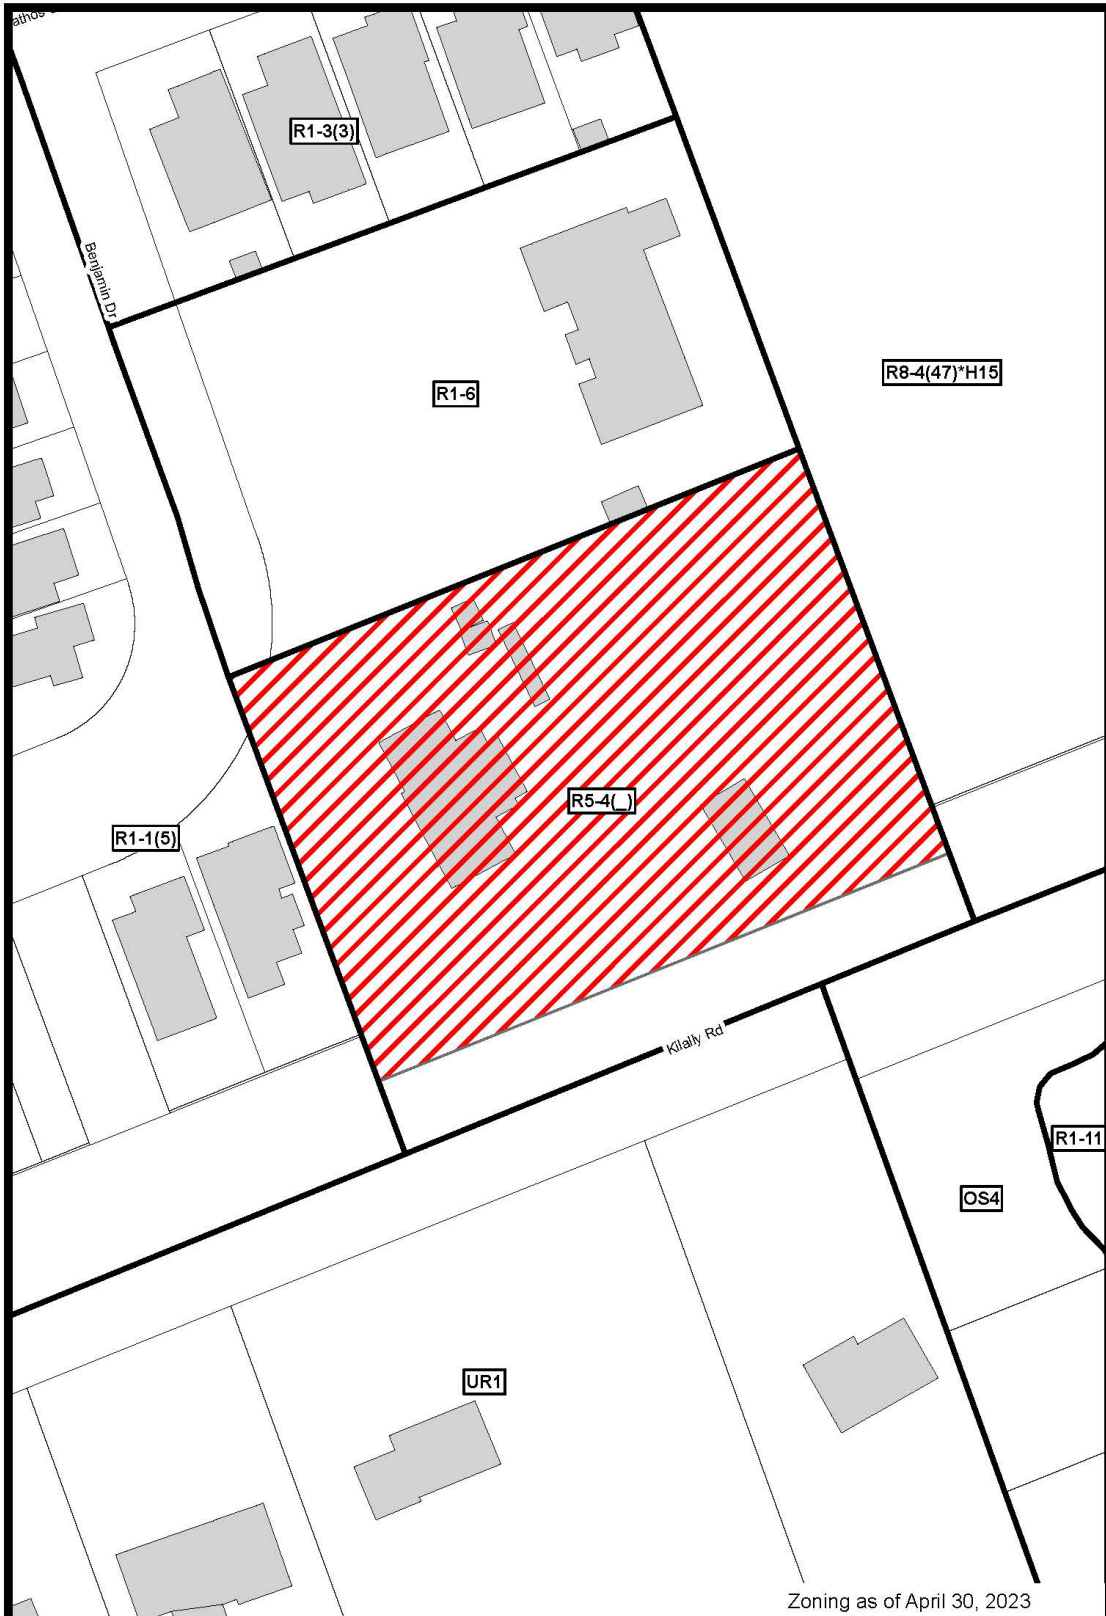 R1-3(3)
Benjamin Dr
R8-4(47)*H15
R1-6
R5-4(_)
R1-1(5)
Kilally Rd
R1-11
OS4
UR1
Zoning as of April 30, 2023